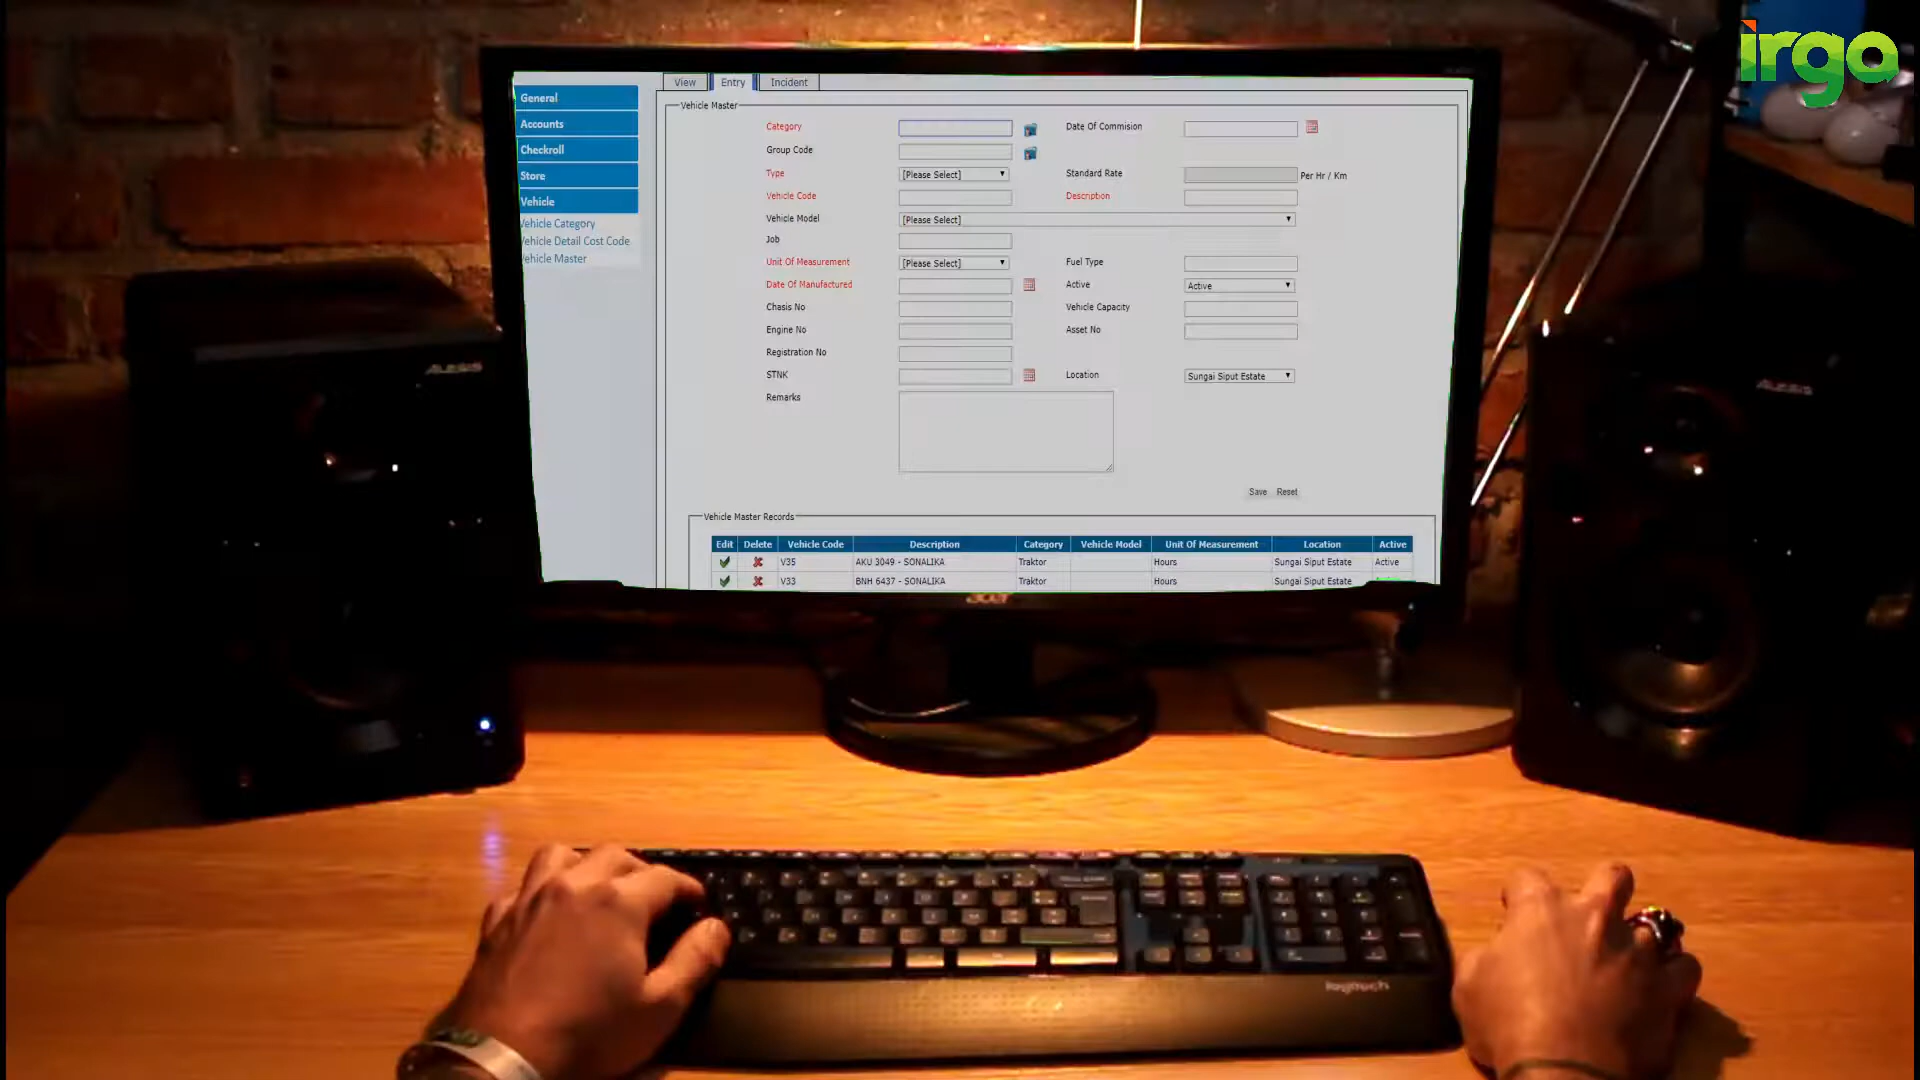 irga
View Entry Incident
General
Accounts
Checkroll
Store
Vehicle
Vehicle Category
Vehicle Detail Cost Code
Vehicle Master
Vehicle Master
Category
Date Of Commision
Group Code
Type [Please Select]
Standard Rate Per Hr / Km
Vehicle Code
Description
Vehicle Model [Please Select]
Job
Unit Of Measurement [Please Select]
Fuel Type
Date Of Manufactured
Active Active
Chasis No
Vehicle Capacity
Engine No
Asset No
Registration No
STNK
Location Sungai Siput Estate
Remarks
Save Reset
Vehicle Master Records
Edit Delete Vehicle Code Description Category Vehicle Model Unit Of Measurement Location Active
V35 AKU 3049 - SONALIKA Traktor Hours Sungai Siput Estate Active
V33 BNH 6437 - SONALIKA Traktor Hours Sungai Siput Estate
acer
ALESIS
ALESIS
logitech